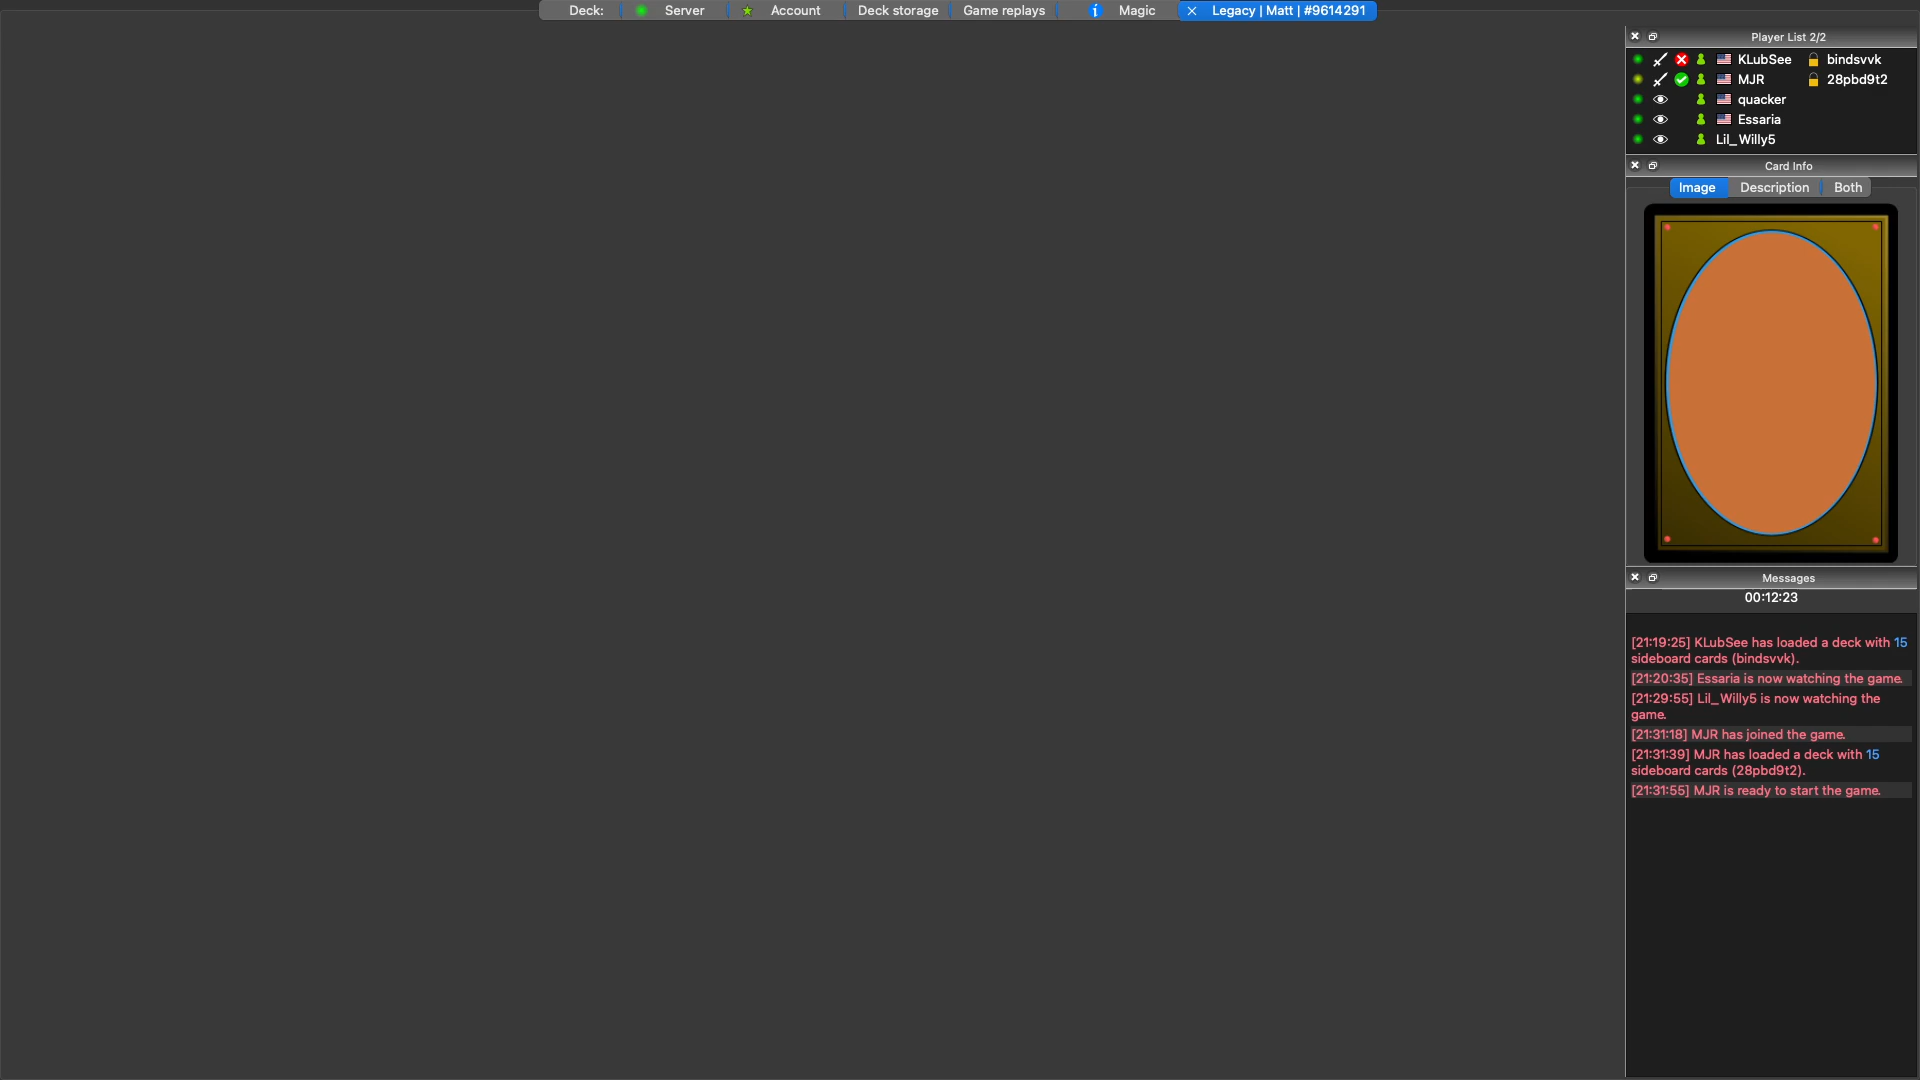 Deck: Server Account Deck storage Game replays Magic Legacy | Matt | #9614291
Player List 2/2
KLubSee bindsvvk
MJR 28pbd9t2
quacker
Essaria
Lil_Willy5
Card Info
Image Description Both
Messages
00:12:23
[21:19:25] KLubSee has loaded a deck with 15
sideboard cards (bindsvvk).
[21:20:35] Essaria is now watching the game.
[21:29:55] Lil_Willy5 is now watching the
game.
[21:31:18] MJR has joined the game.
[21:31:39] MJR has loaded a deck with 15
sideboard cards (28pbd9t2).
[21:31:55] MJR is ready to start the game.